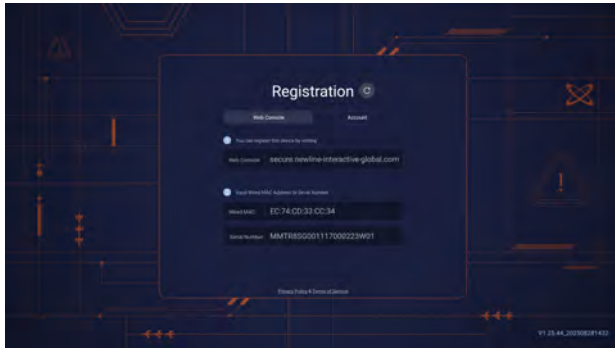 Registration
Web Console Account
You can register this device by visiting
Web Console secure.newline-interactive-global.com
Input Wired MAC Address or Serial Number
Wired MAC: EC:74:CD:33:CC:34
Serial Number: MMTR8SG001117000223W01
Privacy Policy & Terms of Service
V1.25.44_202508281432